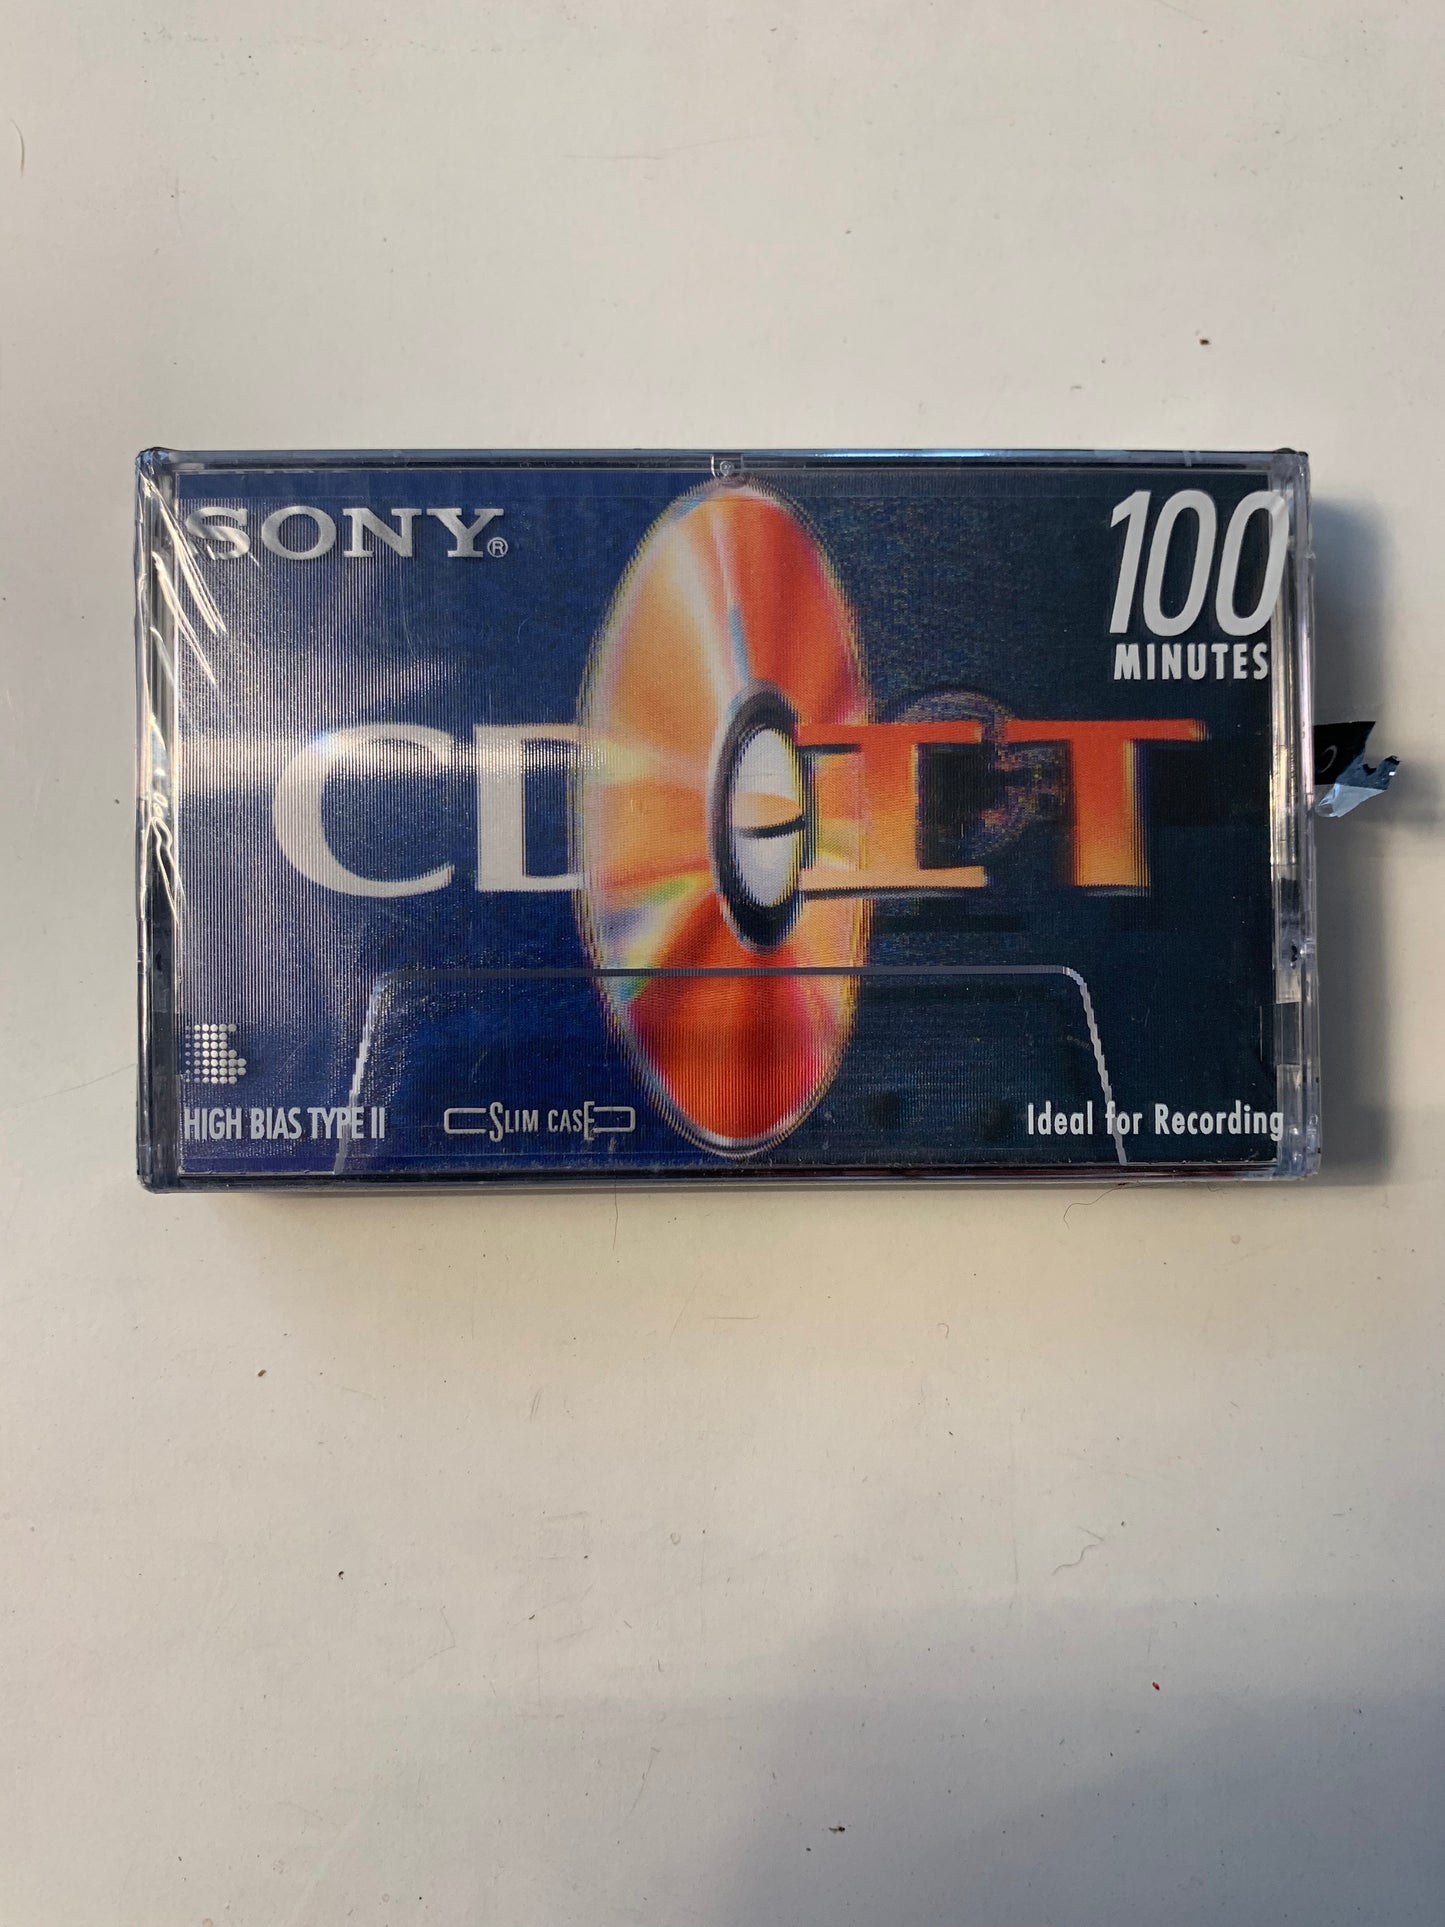 SONY®
100
MINUTES
CD IT
HIGH BIAS TYPE II
SLIM CASE
Ideal for Recording